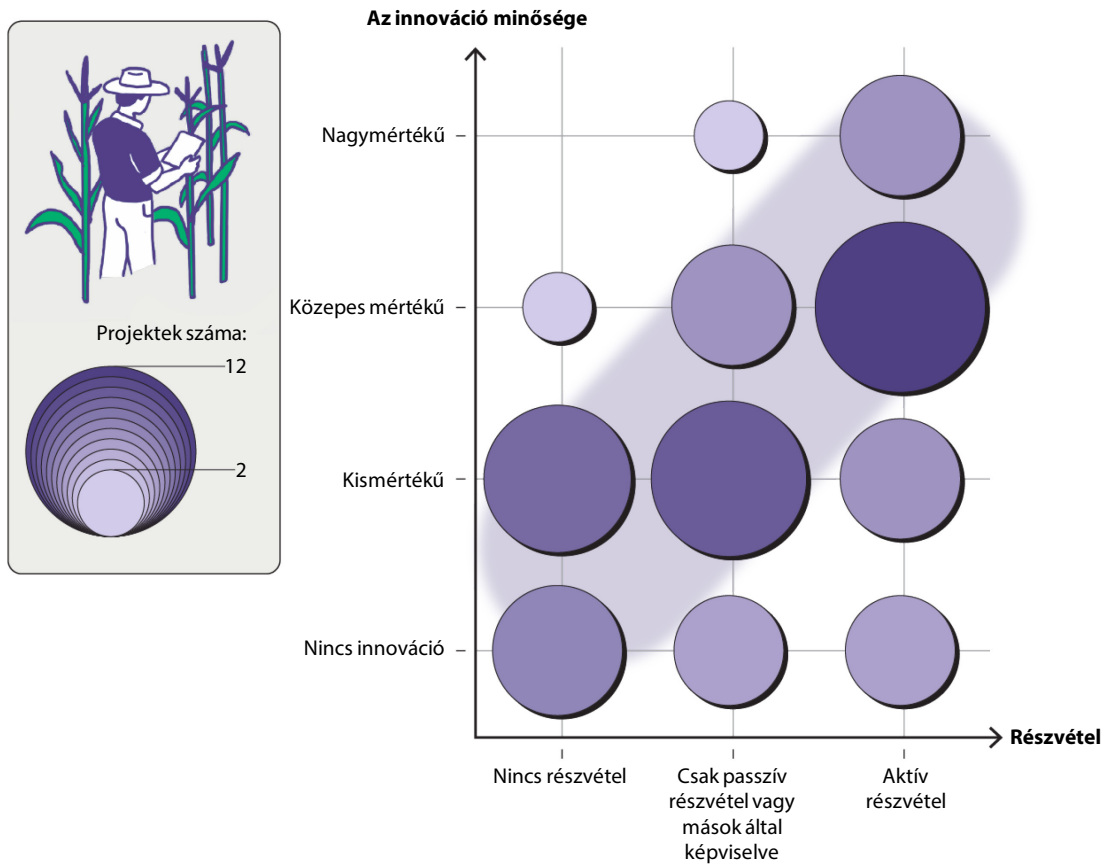 Az innováció minősége
Projektek száma:
12
2
Nagymértékű
Közepes mértékű
Kismértékű
Nincs innováció
Részvétel
Nincs részvétel
Csak passzív
részvétel vagy
mások által
képviselve
Aktív
részvétel